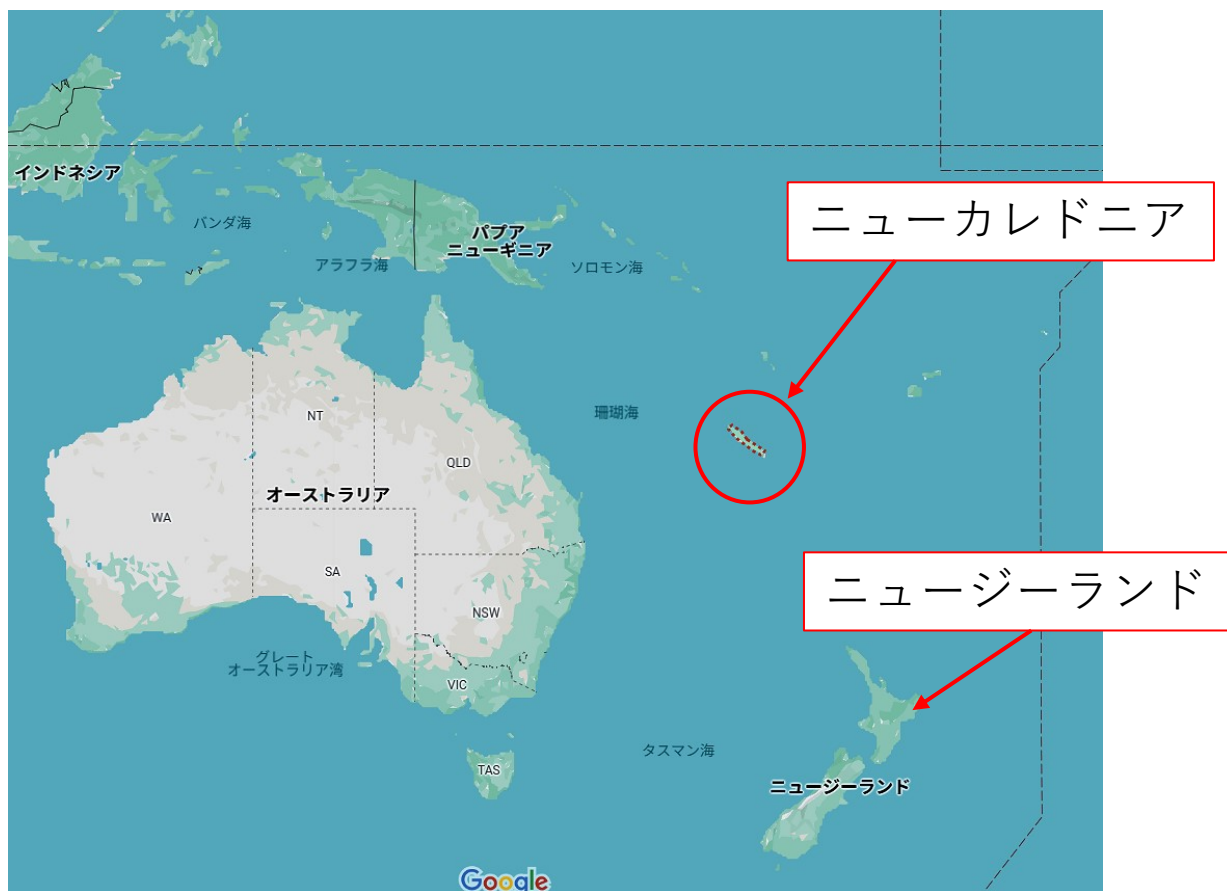 インドネシア
バンダ海
パプア
ニューギニア
アラフラ海
ソロモン海
ニューカレドニア
珊瑚海
NT
QLD
オーストラリア
WA
SA
NSW
ニュージーランド
グレート
オーストラリア湾
VIC
タスマン海
TAS
ニュージーランド
Google